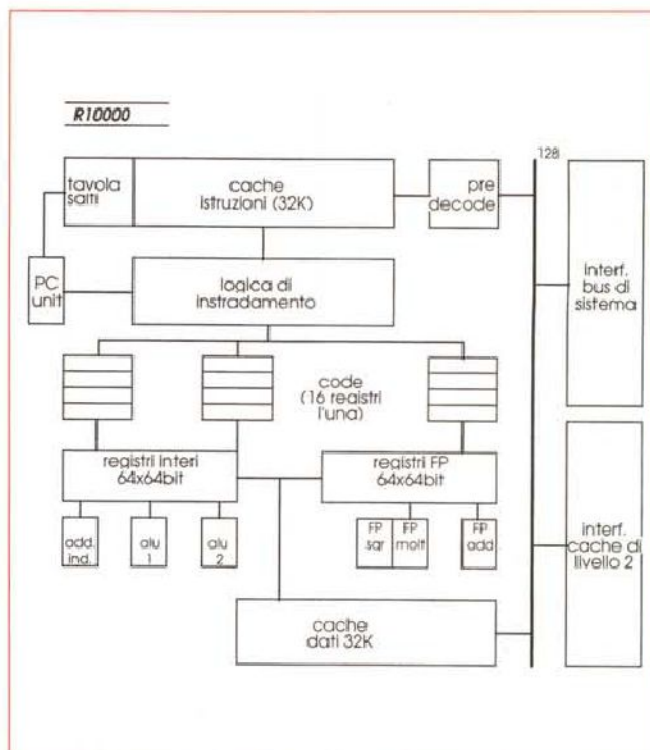 R10000
tavola
salti
cache
istruzioni (32K)
pre
decode
128
PC
unit
logica di
instradamento
interf.
bus di
sistema
code
(16 registri
l'una)
registri interi
64x64bit
registri FP
64x64bit
add.
ind.
alu
1
alu
2
FP
sqr
FP
molt
FP
add
interf.
cache di
livello 2
cache
dati 32K